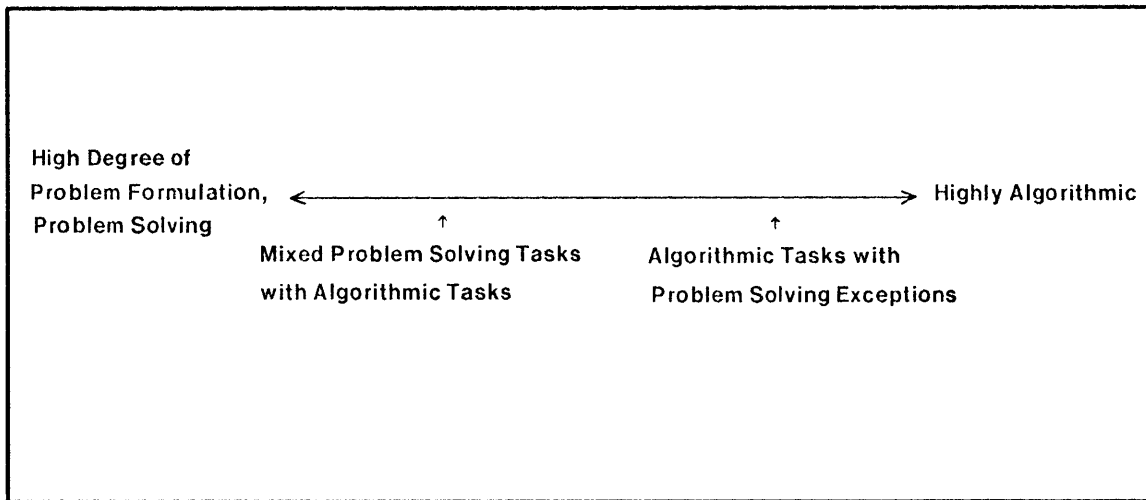 High Degree of
Problem Formulation,
Problem Solving
Highly Algorithmic
↑
↑
Mixed Problem Solving Tasks
with Algorithmic Tasks
Algorithmic Tasks with
Problem Solving Exceptions